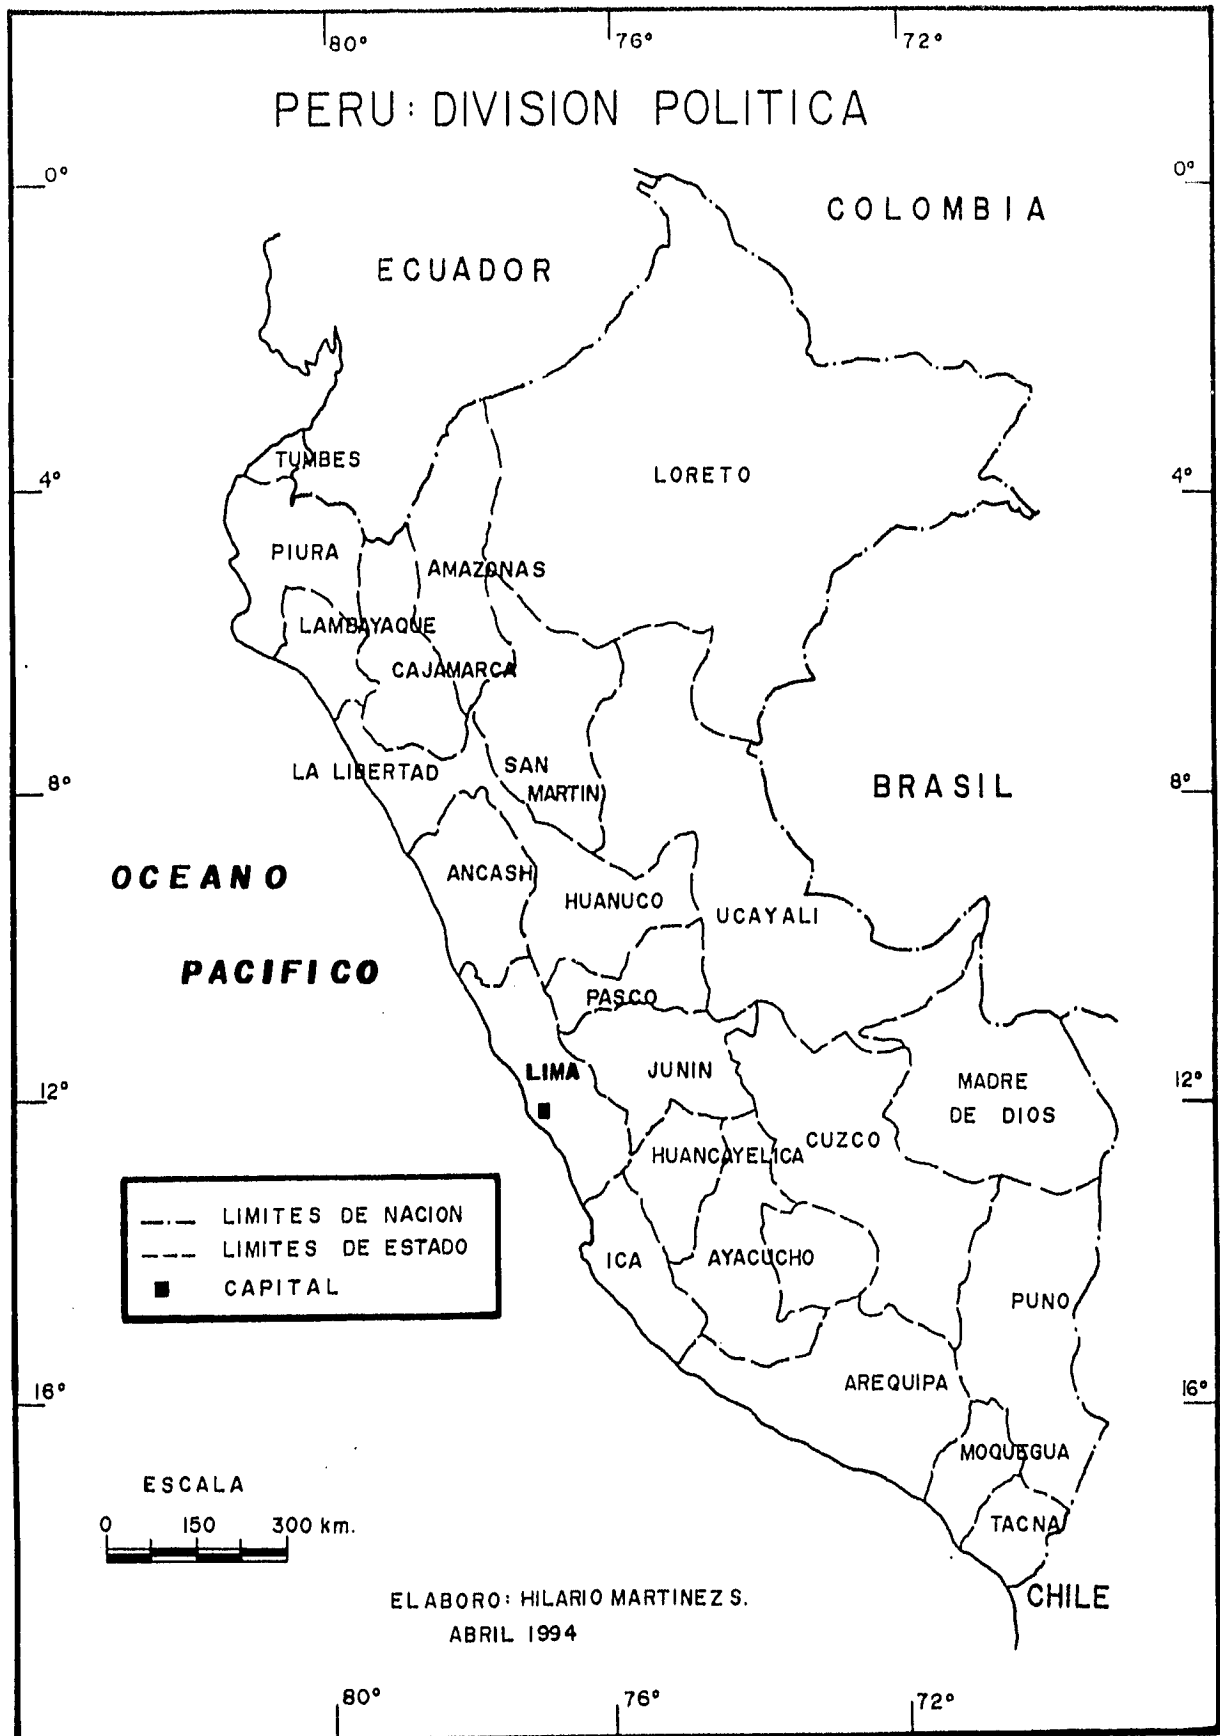 80° 76° 72°
PERU: DIVISION POLITICA
0° 0°
COLOMBIA
ECUADOR
TUMBES
LORETO
4° 4°
PIURA
AMAZONAS
LAMBAYAQUE
CAJAMARCA
SAN
MARTIN
LA LIBERTAD
8° 8°
BRASIL
ANCASH
OCEANO
HUANUCO
UCAYALI
PACIFICO
PASCO
LIMA
JUNIN
MADRE
DE DIOS
12° 12°
CUZCO
HUANCAYELICA
LIMITES DE NACION
LIMITES DE ESTADO
CAPITAL
ICA
AYACUCHO
PUNO
AREQUIPA
16° 16°
MOQUEGUA
TACNA
ESCALA
0 150 300 km.
CHILE
ELABORO: HILARIO MARTINEZ S.
ABRIL 1994
80° 76° 72°